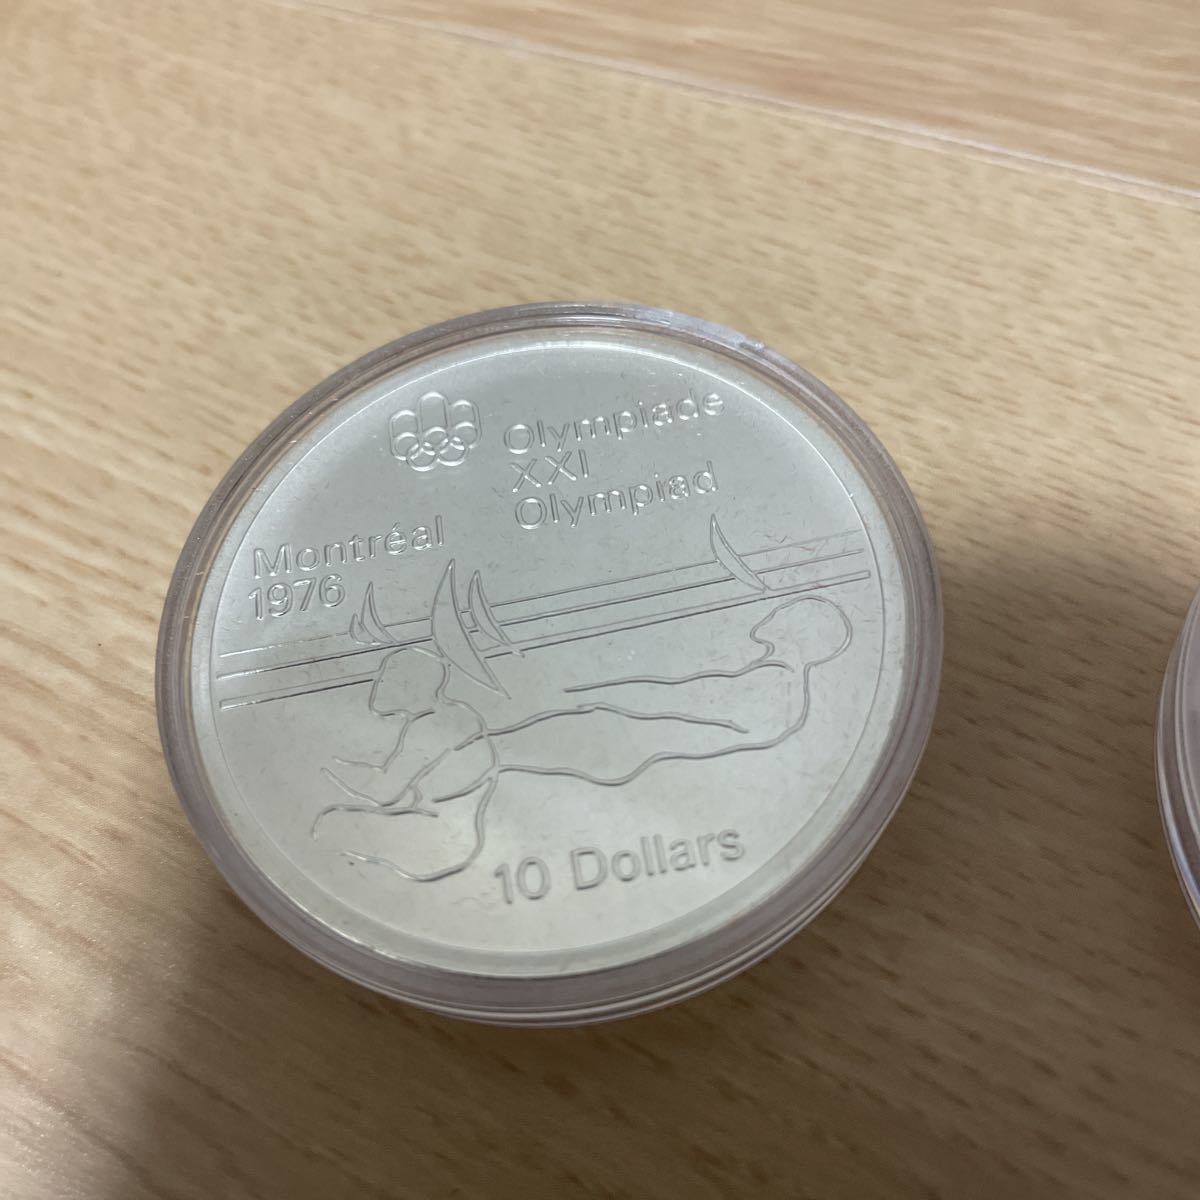 Olympiade
XXI
Olympiad
Montréal
1976
10 Dollars